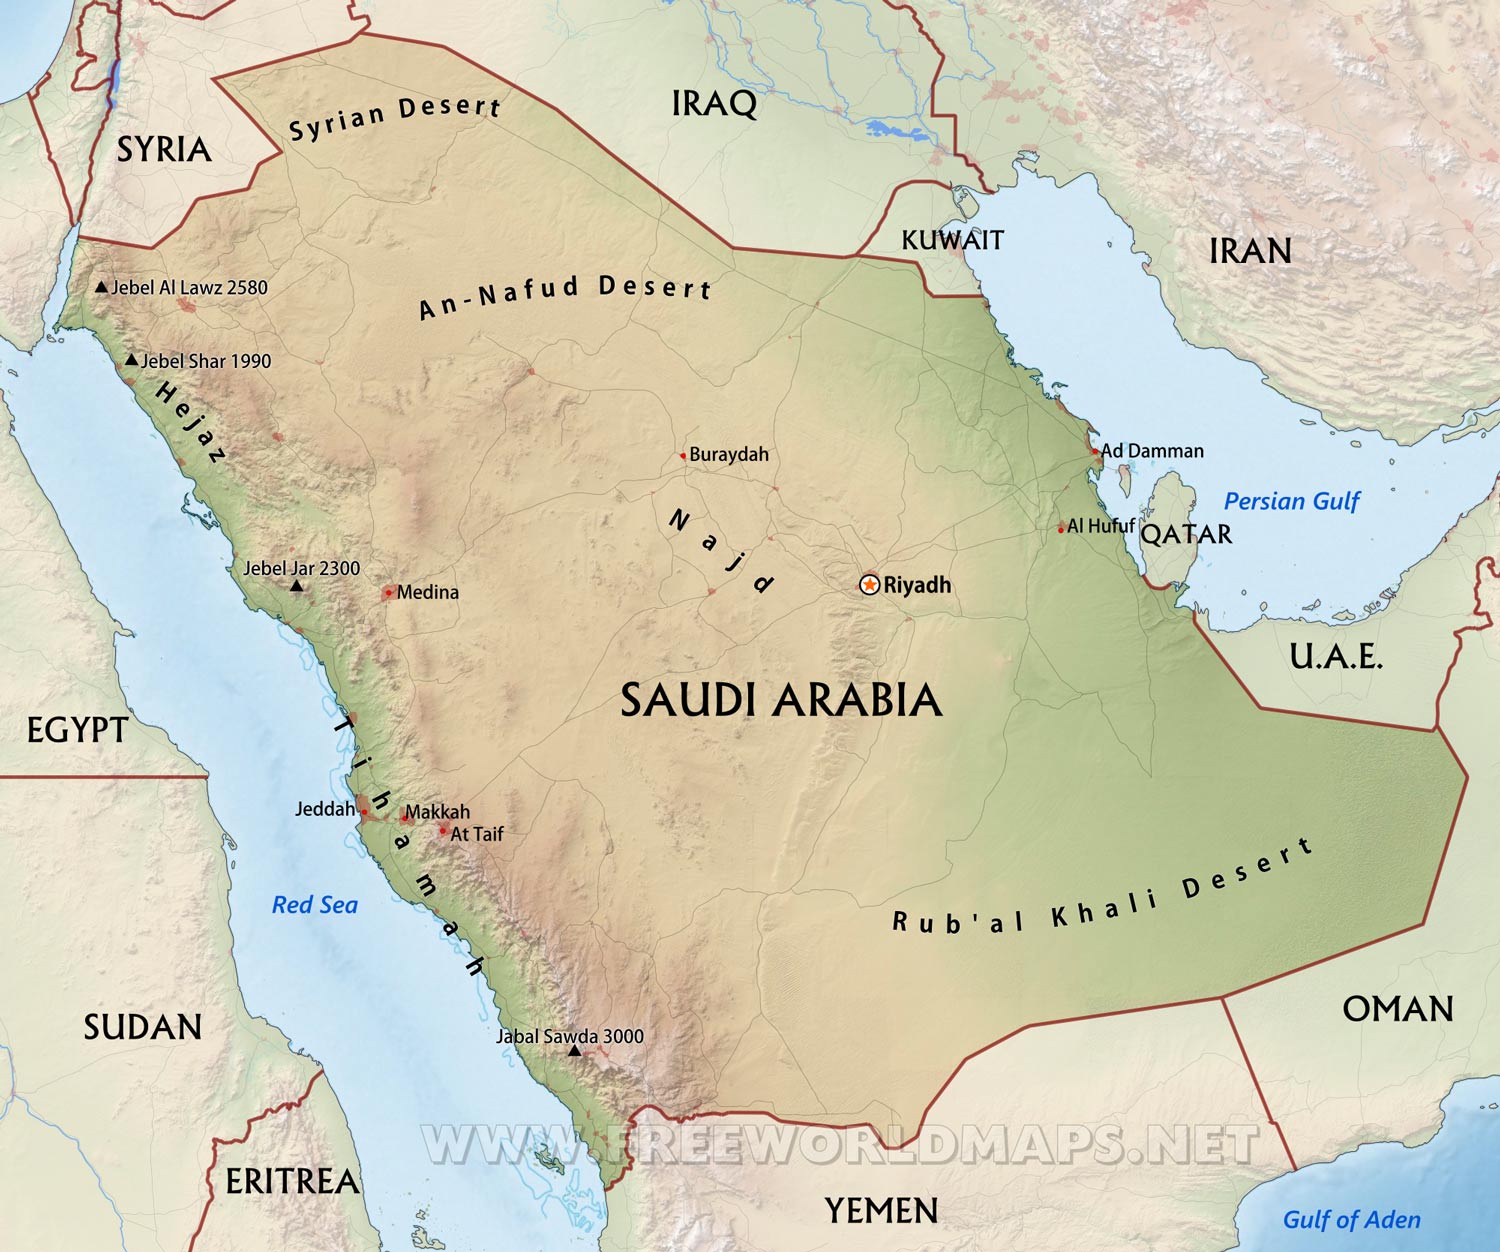 Syrian Desert
IRAQ
SYRIA
KUWAIT
IRAN
Jebel Al Lawz 2580
An-Nafud Desert
Jebel Shar 1990
Hejaz
Buraydah
Ad Damman
Persian Gulf
Najd
Al Hufuf
QATAR
Jebel Jar 2300
Medina
Riyadh
U.A.E.
SAUDI ARABIA
EGYPT
Tihamah
Jeddah
Makkah
At Taif
Rub'al Khali Desert
Red Sea
OMAN
SUDAN
Jabal Sawda 3000
WWW.FREEWORLDMAPS.NET
ERITREA
YEMEN
Gulf of Aden